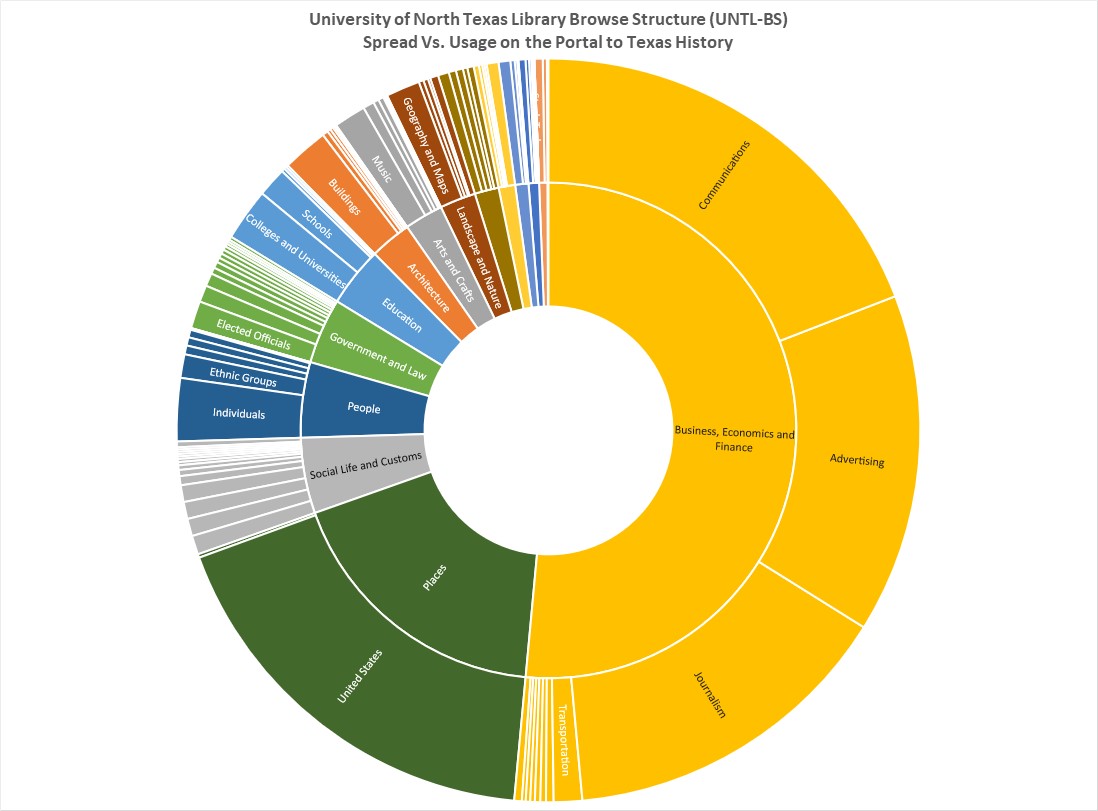 University of North Texas Library Browse Structure (UNTL-BS)
Spread Vs. Usage on the Portal to Texas History
Communications
Advertising
Journalism
Transportation
Business, Economics and
Finance
Places
United States
Social Life and Customs
People
Individuals
Ethnic Groups
Government and Law
Elected Officials
Education
Colleges and Universities
Schools
Architecture
Buildings
Arts and Crafts
Music
Landscape and Nature
Geography and Maps